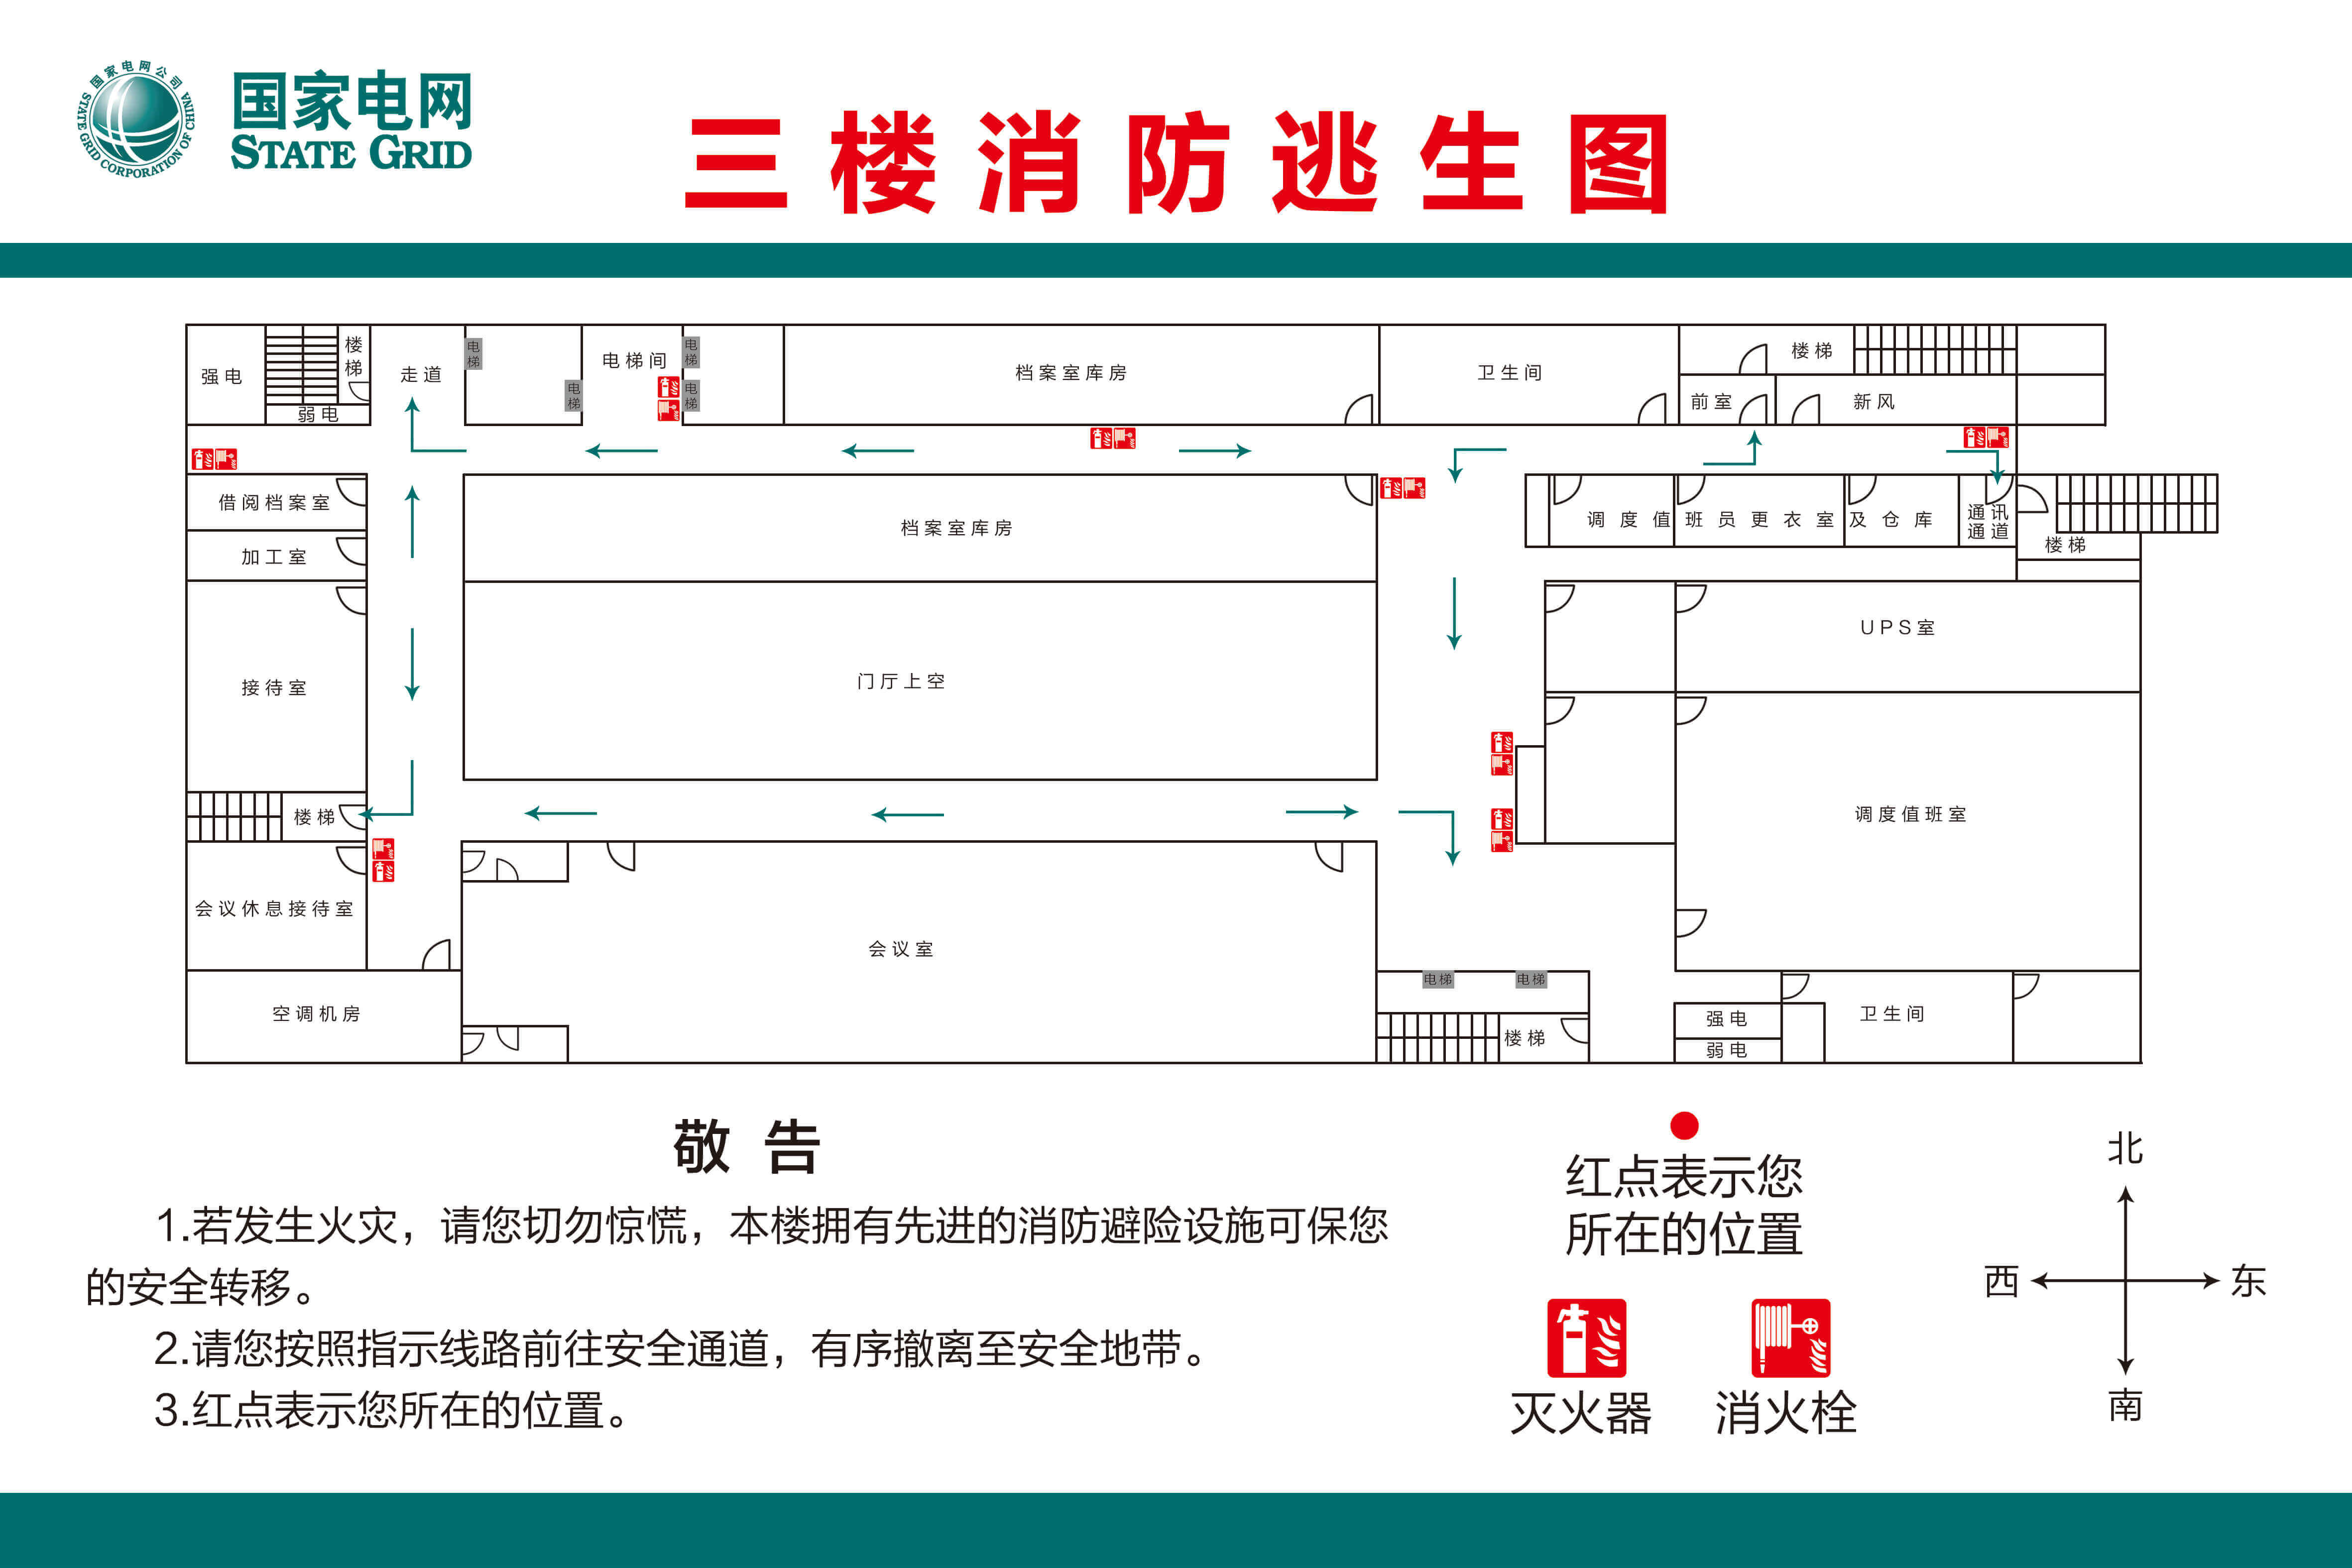 国家电网公司
STATE GRID CORPORATION OF CHINA
国家电网
STATE GRID
三楼消防逃生图
强电
楼梯
弱电
走道
电梯
电梯
电梯间
电梯
电梯
档案室库房
卫生间
楼梯
前室
新风
借阅档案室
加工室
接待室
楼梯
会议休息接待室
空调机房
档案室库房
门厅上空
会议室
调度值班员更衣室及仓库
通讯
通道
楼梯
UPS室
调度值班室
电梯
电梯
楼梯
强电
弱电
卫生间
敬告
1.若发生火灾，请您切勿惊慌，本楼拥有先进的消防避险设施可保您
的安全转移。
2.请您按照指示线路前往安全通道，有序撤离至安全地带。
3.红点表示您所在的位置。
红点表示您
所在的位置
灭火器
消火栓
北
西
东
南